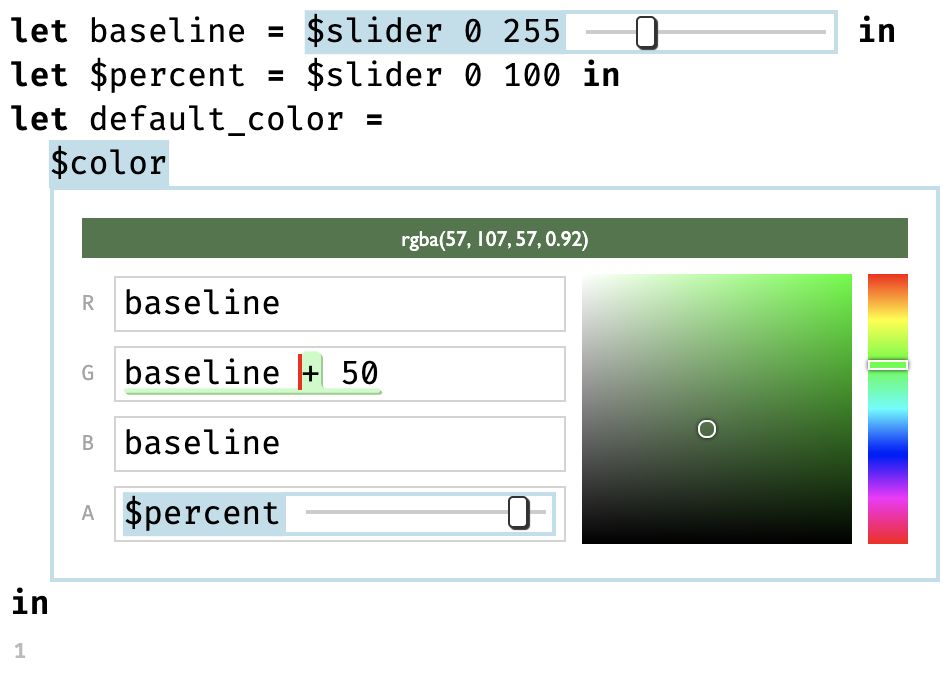 let baseline = $slider 0 255 in
let $percent = $slider 0 100 in
let default_color =
$color
rgba(57, 107, 57, 0.92)
R baseline
G baseline + 50
B baseline
A $percent
in
1